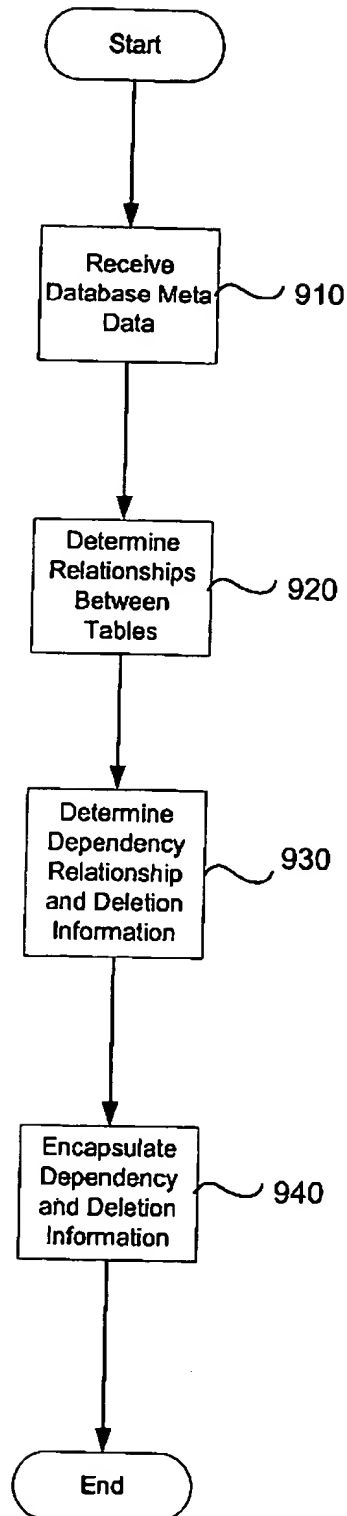 Start
Receive
Database Meta
Data
910
Determine
Relationships
Between
Tables
920
Determine
Dependency
Relationship
and Deletion
Information
930
Encapsulate
Dependency
and Deletion
Information
940
End